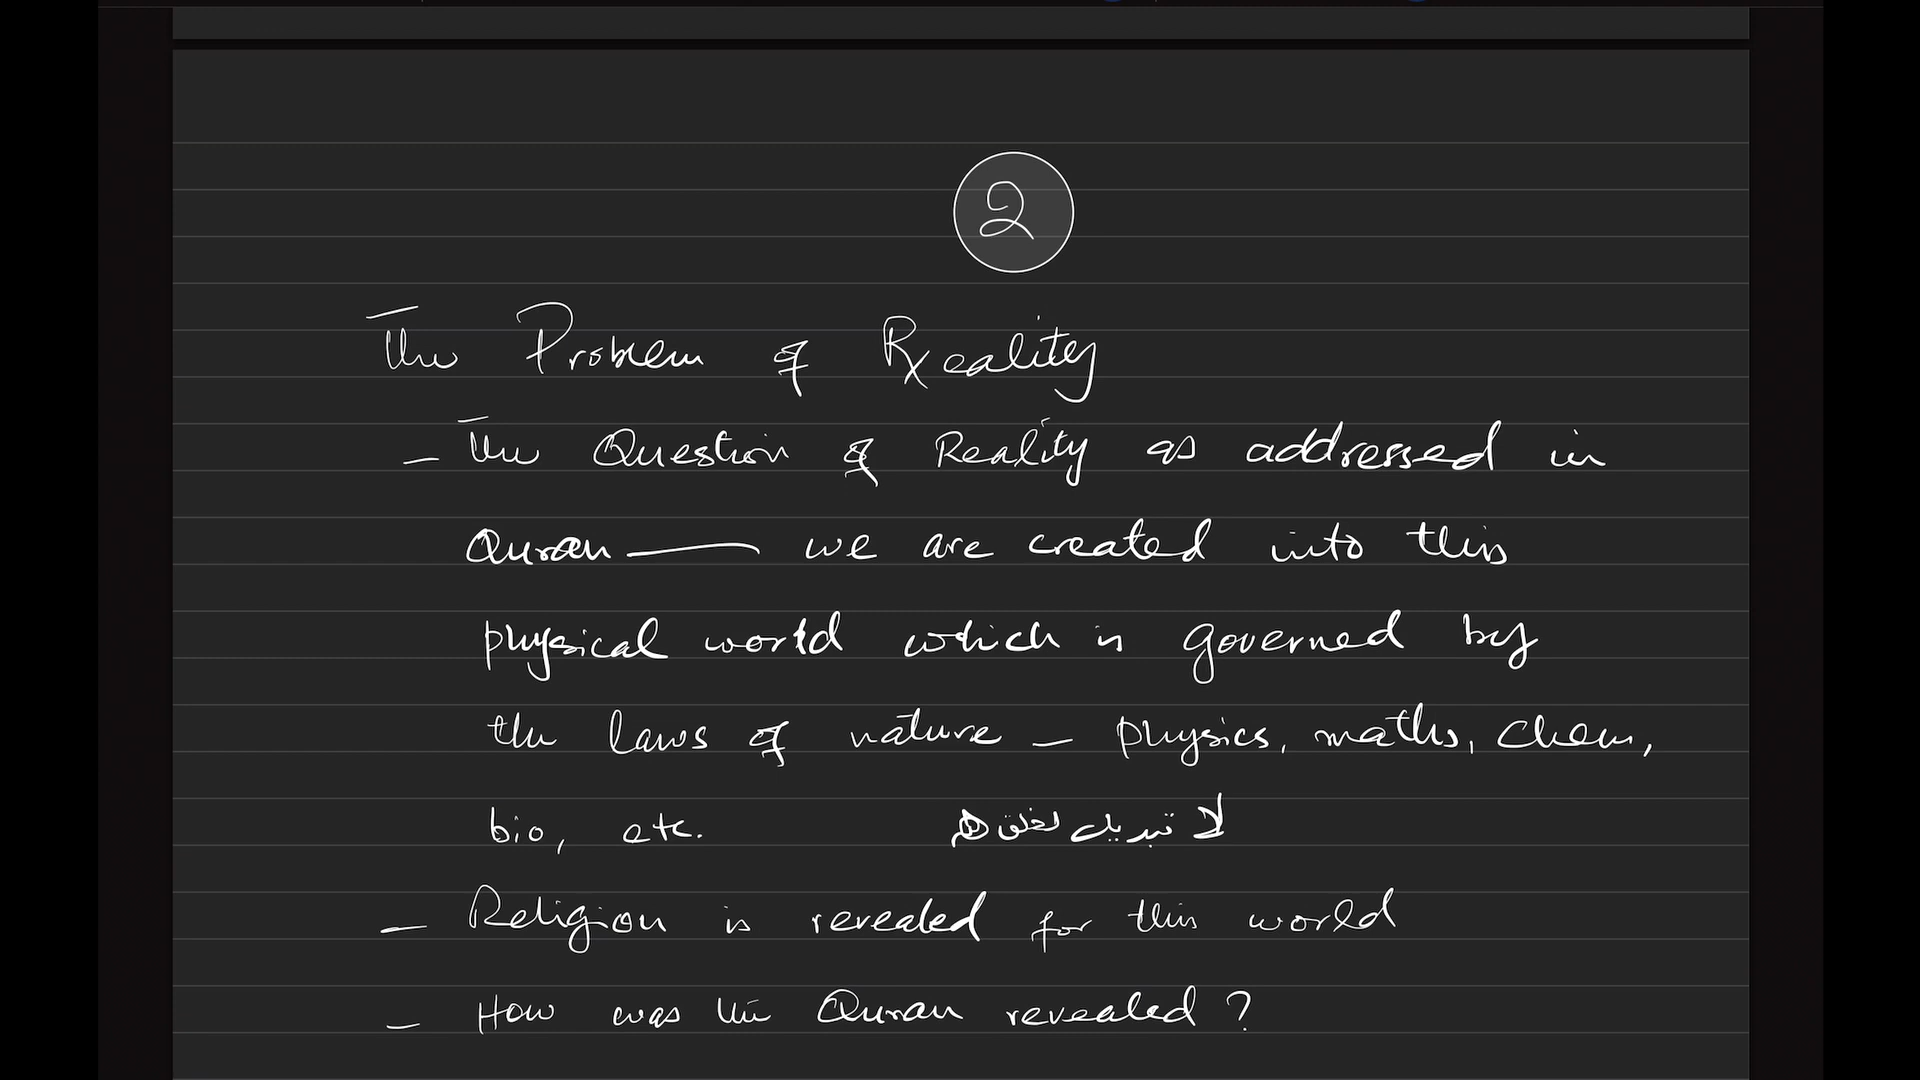 2
The Problem of Reality
- The Question of Reality as addressed in
Quran — we are created into this
physical world which is governed by
the laws of nature - physics, maths, chem,
bio, etc. لا تبديل لخلق
- Religion is revealed for this world
- How was the Quran revealed?